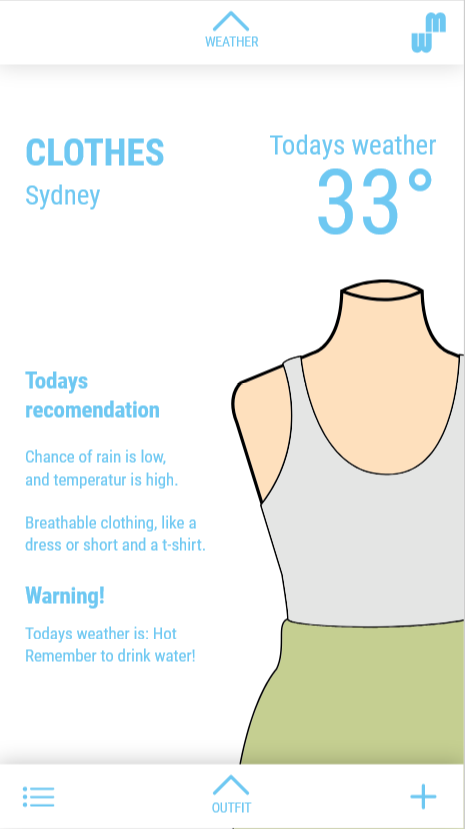 WEATHER
MW
CLOTHES
Sydney
Todays weather
33°
Todays
recomendation
Chance of rain is low,
and temperatur is high.
Breathable clothing, like a
dress or short and a t-shirt.
Warning!
Todays weather is: Hot
Remember to drink water!
OUTFIT